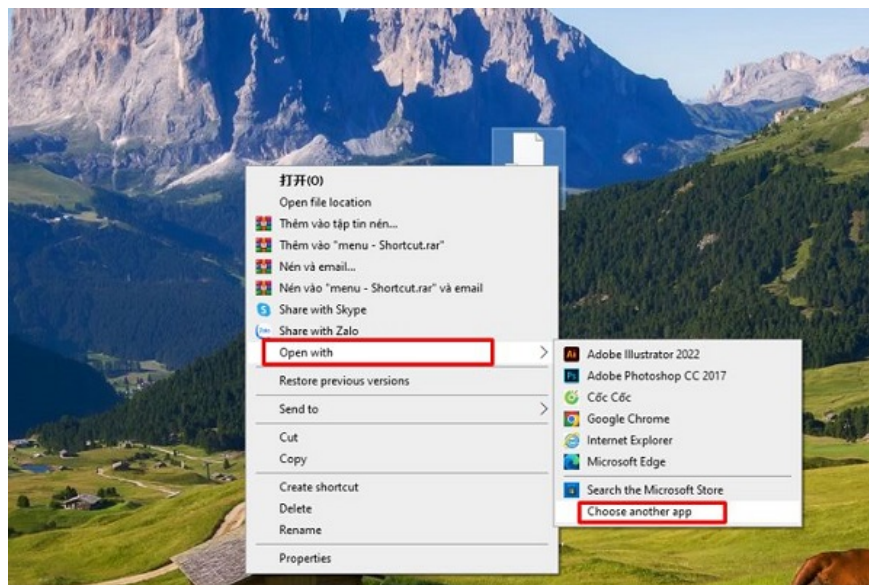 打开(O)
Open file location
Thêm vào tập tin nén...
Thêm vào "menu - Shortcut.rar"
Nén và email...
Nén vào "menu - Shortcut.rar" và email
Share with Skype
Share with Zalo
Open with
Restore previous versions
Send to
Cut
Copy
Create shortcut
Delete
Rename
Properties
Ai Adobe Illustrator 2022
Ps Adobe Photoshop CC 2017
Cốc Cốc
Google Chrome
Internet Explorer
Microsoft Edge
Search the Microsoft Store
Choose another app